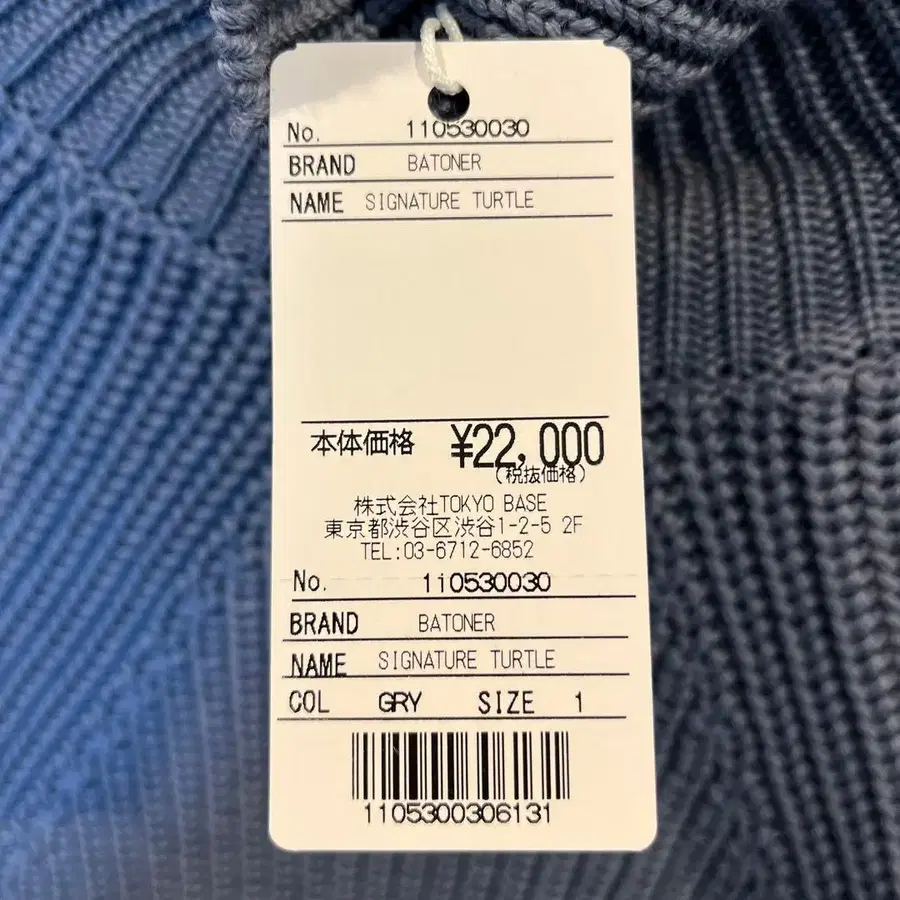 No. 110530030
BRAND BATONER
NAME SIGNATURE TURTLE
本体価格 ¥22,000
(税抜価格)
株式会社TOKYO BASE
東京都渋谷区渋谷1-2-5 2F
TEL:03-6712-6852
No. 110530030
BRAND BATONER
NAME SIGNATURE TURTLE
COL GRY SIZE 1
1105300306131